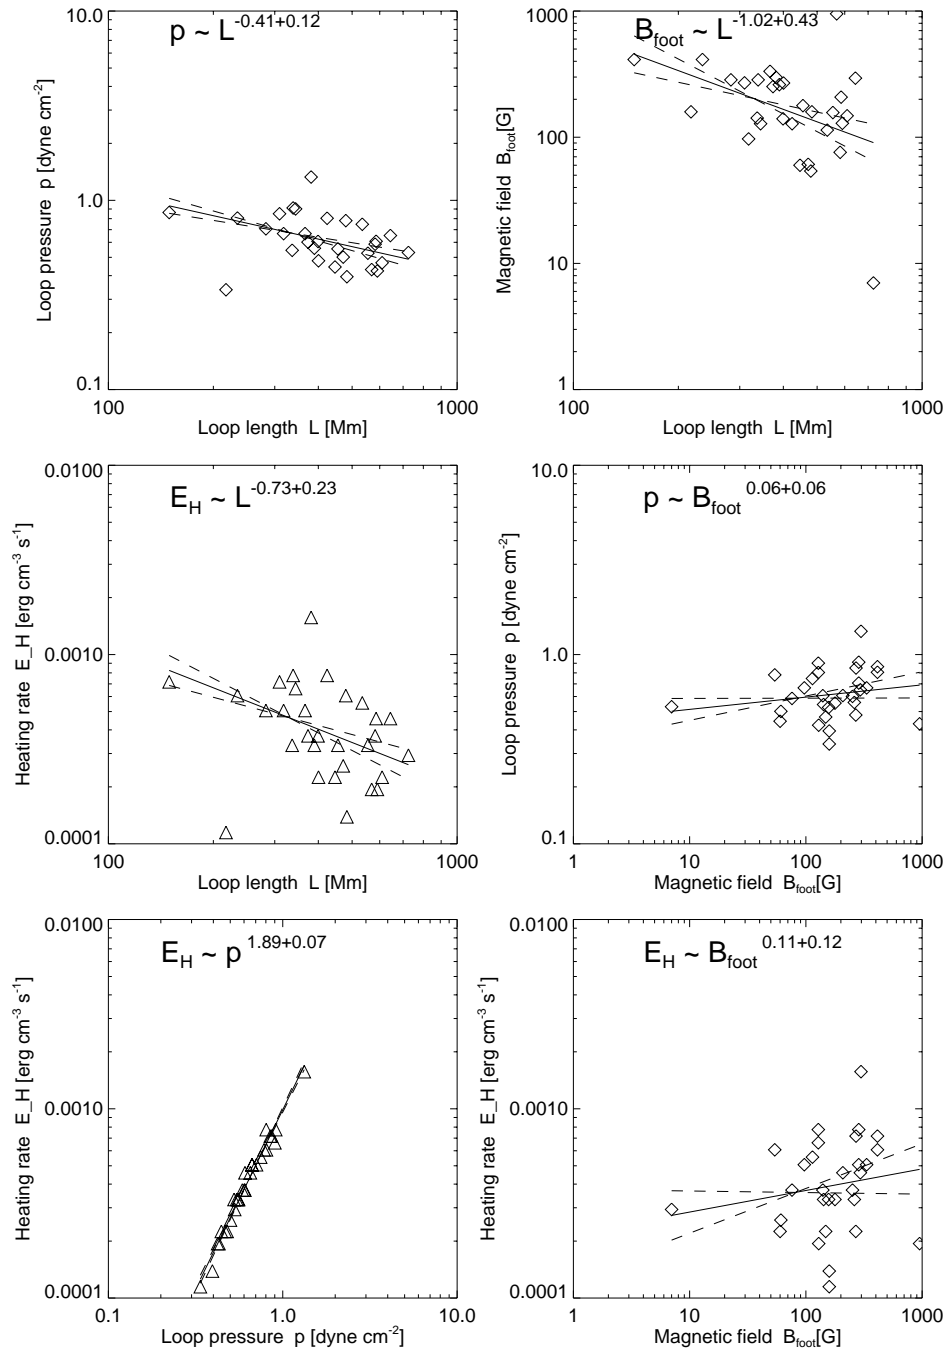 p ~ L^-0.41+0.12
10.0
1.0
0.1
Loop pressure p [dyne cm^-2]
100 1000
Loop length L [Mm]
B_foot ~ L^-1.02+0.43
1000
100
10
1
Magnetic field B_foot[G]
100 1000
Loop length L [Mm]
E_H ~ L^-0.73+0.23
0.0100
0.0010
0.0001
Heating rate E_H [erg cm^-3 s^-1]
100 1000
Loop length L [Mm]
p ~ B_foot^0.06+0.06
10.0
1.0
0.1
Loop pressure p [dyne cm^-2]
1 10 100 1000
Magnetic field B_foot[G]
E_H ~ p^1.89+0.07
0.0100
0.0010
0.0001
Heating rate E_H [erg cm^-3 s^-1]
0.1 1.0 10.0
Loop pressure p [dyne cm^-2]
E_H ~ B_foot^0.11+0.12
0.0100
0.0010
0.0001
Heating rate E_H [erg cm^-3 s^-1]
1 10 100 1000
Magnetic field B_foot[G]